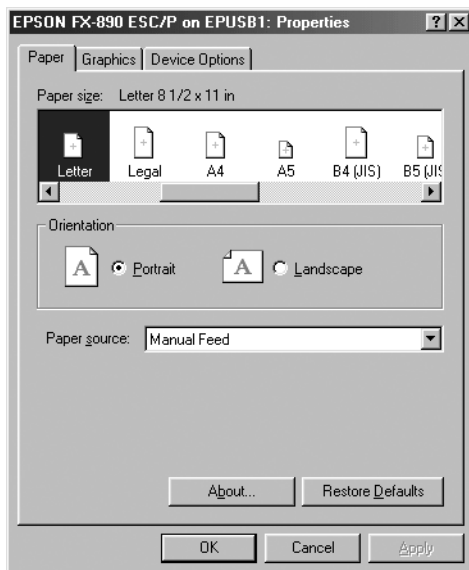 EPSON FX-890 ESC/P on EPUSB1: Properties ? x
Paper Graphics Device Options
Paper size: Letter 8 1/2 x 11 in
Letter Legal A4 A5 B4 (JIS) B5 (JIS
Orientation
A Portrait A Landscape
Paper source: Manual Feed
About... Restore Defaults
OK Cancel Apply